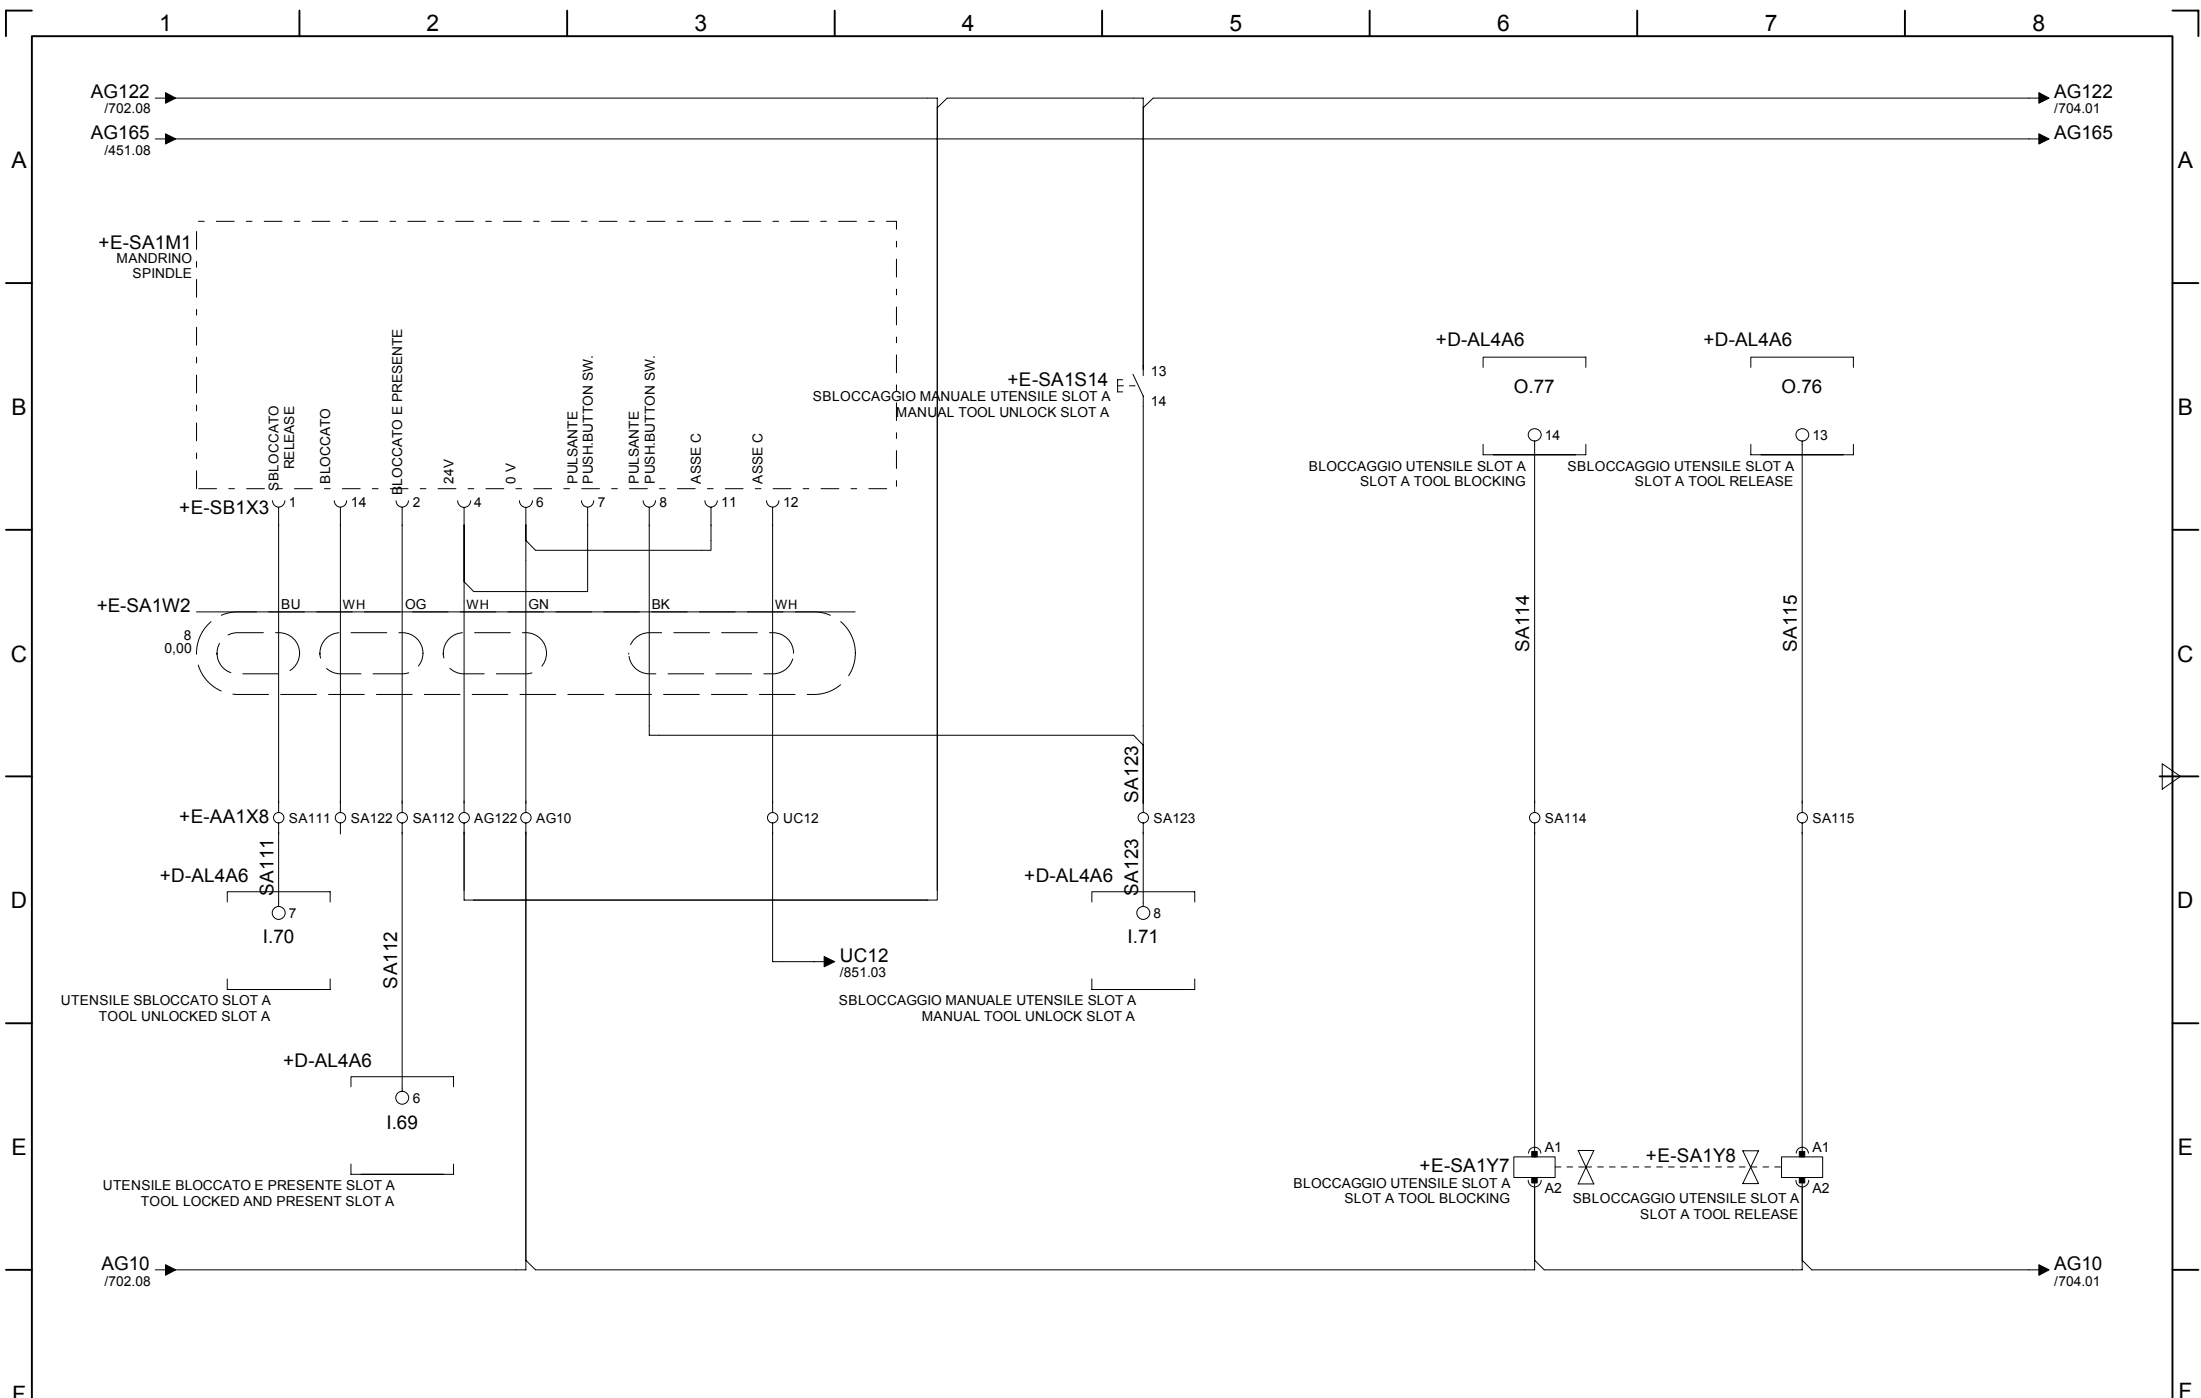 1 2 3 4 5 6 7 8
AG122
/702.08
AG122
/704.01
AG165
/451.08
AG165
A
A
+E-SA1M1
MANDRINO
SPINDLE
SBLOCCATO
RELEASE
BLOCCATO
BLOCCATO E PRESENTE
24V
0 V
PULSANTE
PUSH.BUTTON SW.
PULSANTE
PUSH.BUTTON SW.
ASSE C
ASSE C
+E-SB1X3
1 14 2 4 6 7 8 11 12
+E-SA1S14
SBLOCCAGGIO MANUALE UTENSILE SLOT A
MANUAL TOOL UNLOCK SLOT A
13
14
+D-AL4A6
O.77
14
BLOCCAGGIO UTENSILE SLOT A
SLOT A TOOL BLOCKING
+D-AL4A6
O.76
13
SBLOCCAGGIO UTENSILE SLOT A
SLOT A TOOL RELEASE
B
B
+E-SA1W2
8
0,00
BU WH OG WH GN BK WH
SA114
SA115
C
C
SA123
+E-AA1X8
SA111 SA122 SA112 AG122 AG10 UC12 SA123 SA114 SA115
SA111
+D-AL4A6
7
I.70
UTENSILE SBLOCCATO SLOT A
TOOL UNLOCKED SLOT A
SA112
UC12
/851.03
SA123
+D-AL4A6
8
I.71
SBLOCCAGGIO MANUALE UTENSILE SLOT A
MANUAL TOOL UNLOCK SLOT A
D
D
+D-AL4A6
6
I.69
UTENSILE BLOCCATO E PRESENTE SLOT A
TOOL LOCKED AND PRESENT SLOT A
+E-SA1Y7
BLOCCAGGIO UTENSILE SLOT A
SLOT A TOOL BLOCKING
A1
A2
+E-SA1Y8
SBLOCCAGGIO UTENSILE SLOT A
SLOT A TOOL RELEASE
A1
A2
E
E
AG10
/702.08
AG10
/704.01
F
F